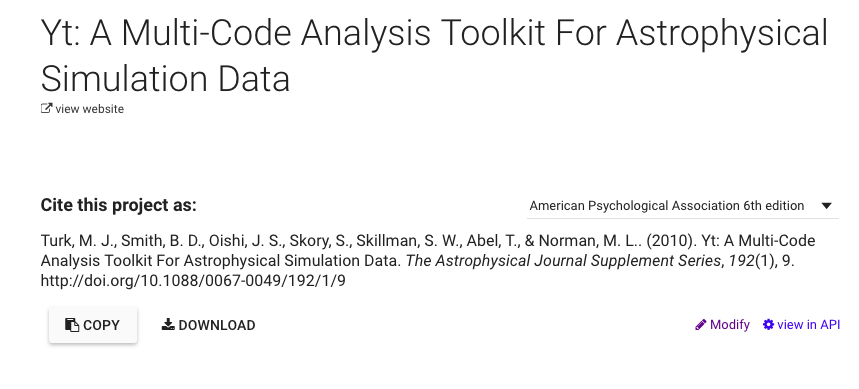 Yt: A Multi-Code Analysis Toolkit For Astrophysical
Simulation Data
view website
Cite this project as:
American Psychological Association 6th edition
Turk, M. J., Smith, B. D., Oishi, J. S., Skory, S., Skillman, S. W., Abel, T., & Norman, M. L.. (2010). Yt: A Multi-Code
Analysis Toolkit For Astrophysical Simulation Data. The Astrophysical Journal Supplement Series, 192(1), 9.
http://doi.org/10.1088/0067-0049/192/1/9
COPY
DOWNLOAD
Modify
view in API